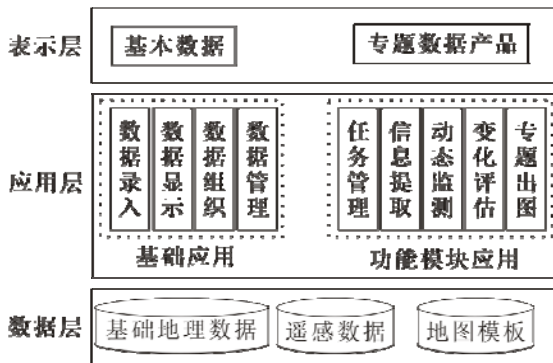 表示层
基本数据
专题数据产品
应用层
数据录入
数据显示
数据组织
数据管理
基础应用
任务管理
信息提取
动态监测
变化评估
专题出图
功能模块应用
数据层
基础地理数据
遥感数据
地图模板